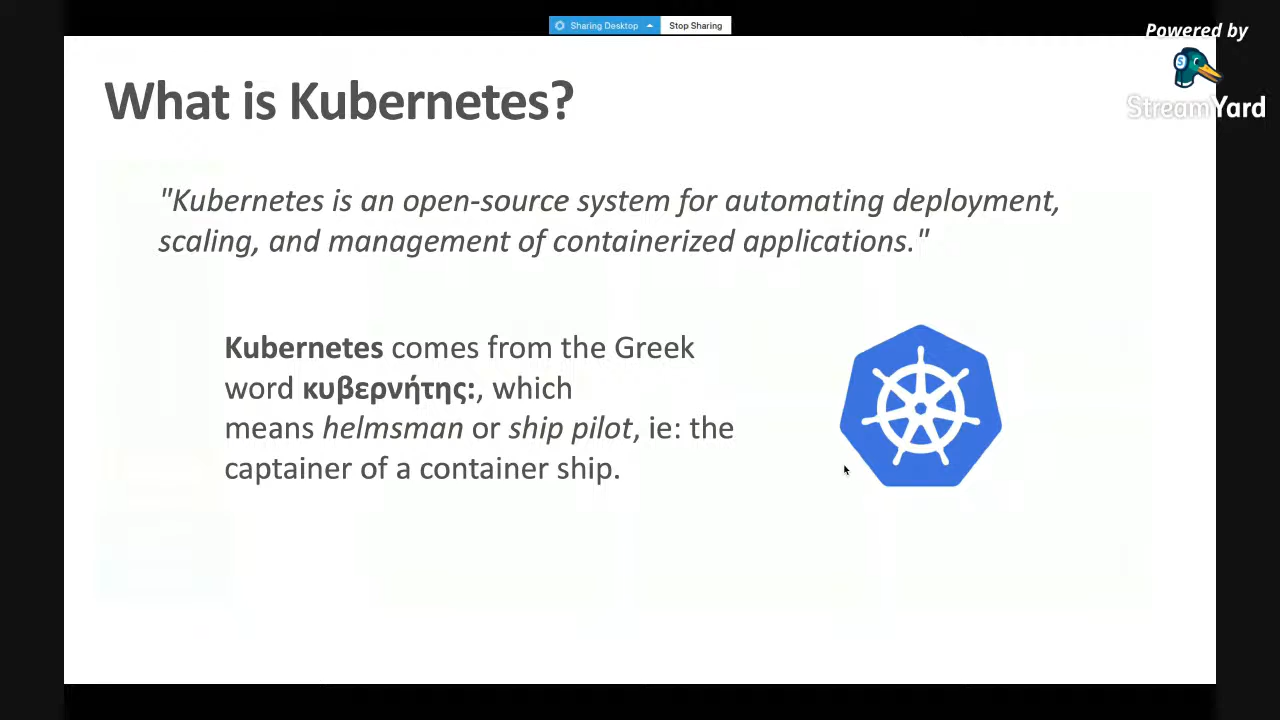 Sharing Desktop Stop Sharing
Powered by
StreamYard
What is Kubernetes?
"Kubernetes is an open-source system for automating deployment,
scaling, and management of containerized applications."
Kubernetes comes from the Greek
word κυβερνήτης:, which
means helmsman or ship pilot, ie: the
captainer of a container ship.